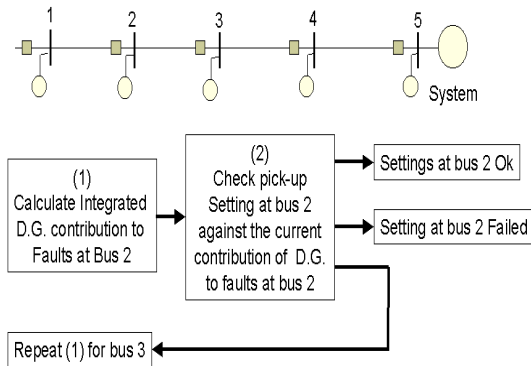 1
2
3
4
5
System
(1)
Calculate Integrated
D.G. contribution to
Faults at Bus 2
(2)
Check pick-up
Setting at bus 2
against the current
contribution of D.G.
to faults at bus 2
Settings at bus 2 Ok
Setting at bus 2 Failed
Repeat (1) for bus 3